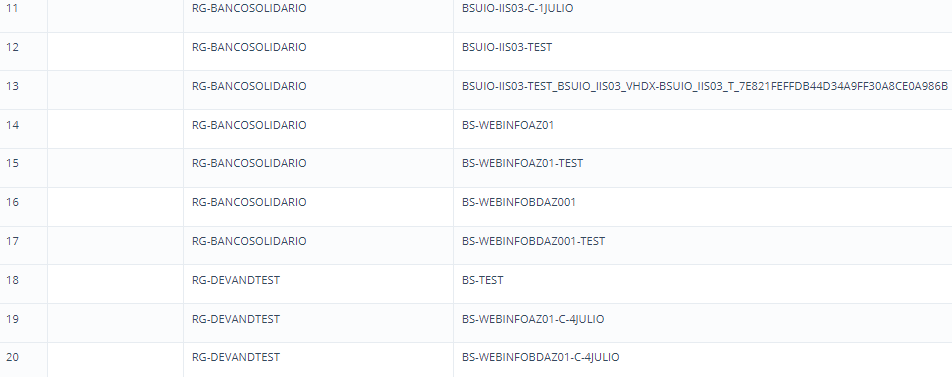 11 RG-BANCOSOLIDARIO BSUIO-IIS03-C-1JULIO
12 RG-BANCOSOLIDARIO BSUIO-IIS03-TEST
13 RG-BANCOSOLIDARIO BSUIO-IIS03-TEST_BSUIO_IIS03_VHDX-BSUIO_IIS03_T_7E821FEFFDB44D34A9FF30A8CE0A986B
14 RG-BANCOSOLIDARIO BS-WEBINFOAZ01
15 RG-BANCOSOLIDARIO BS-WEBINFOAZ01-TEST
16 RG-BANCOSOLIDARIO BS-WEBINFOBDAZ001
17 RG-BANCOSOLIDARIO BS-WEBINFOBDAZ001-TEST
18 RG-DEVANDTEST BS-TEST
19 RG-DEVANDTEST BS-WEBINFOAZ01-C-4JULIO
20 RG-DEVANDTEST BS-WEBINFOBDAZ01-C-4JULIO